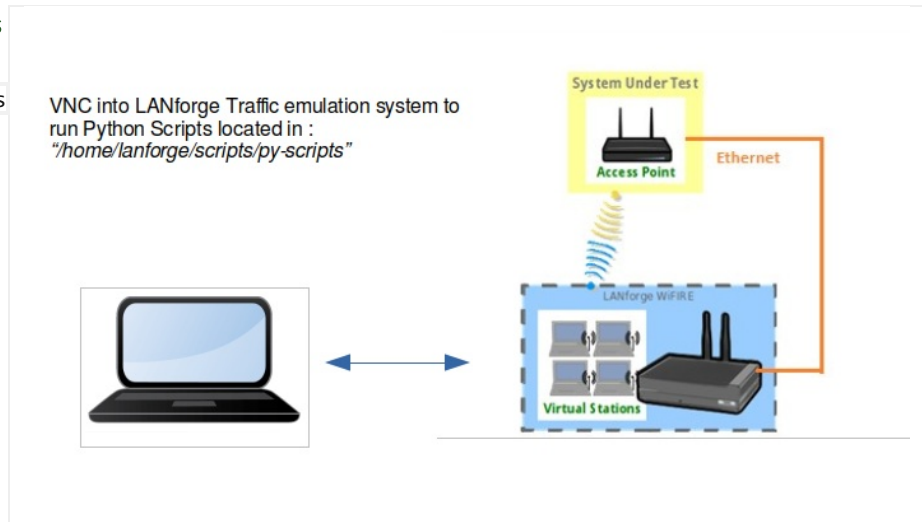 s
s
VNC into LANforge Traffic emulation system to
run Python Scripts located in :
“/home/lanforge/scripts/py-scripts”
System Under Test
Access Point
Ethernet
LANforge WiFIRE
Virtual Stations